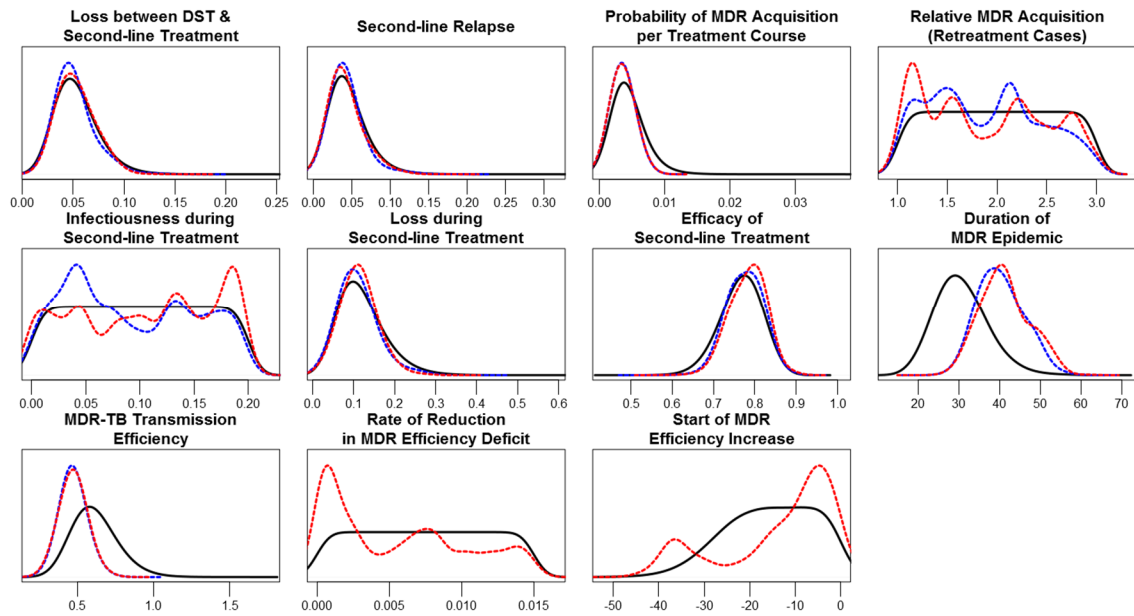 Loss between DST &
Second-line Treatment
0.00 0.05 0.10 0.15 0.20 0.25
Second-line Relapse
0.00 0.05 0.10 0.15 0.20 0.25 0.30
Probability of MDR Acquisition
per Treatment Course
0.00 0.01 0.02 0.03
Relative MDR Acquisition
(Retreatment Cases)
1.0 1.5 2.0 2.5 3.0
Infectiousness during
Second-line Treatment
0.00 0.05 0.10 0.15 0.20
Loss during
Second-line Treatment
0.0 0.1 0.2 0.3 0.4 0.5 0.6
Efficacy of
Second-line Treatment
0.5 0.6 0.7 0.8 0.9 1.0
Duration of
MDR Epidemic
20 30 40 50 60 70
MDR-TB Transmission
Efficiency
0.5 1.0 1.5
Rate of Reduction
in MDR Efficiency Deficit
0.000 0.005 0.010 0.015
Start of MDR
Efficiency Increase
-50 -40 -30 -20 -10 0